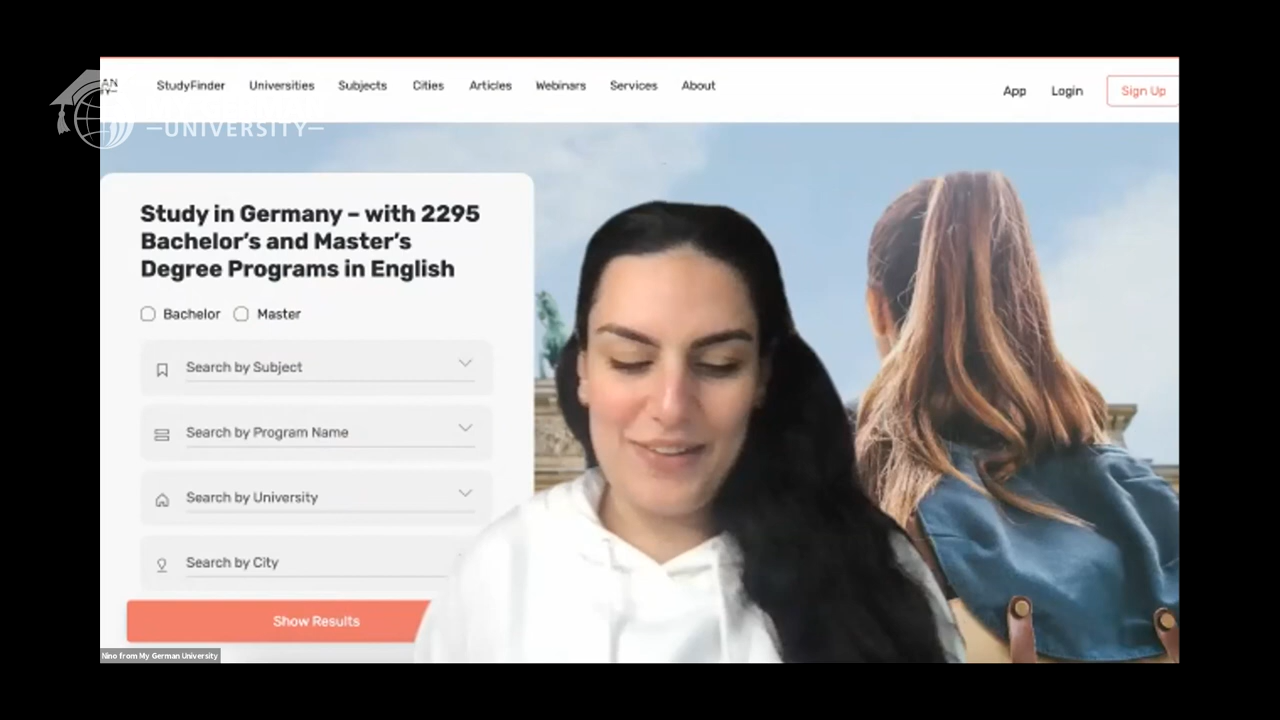 StudyFinder Universities Subjects Cities Articles Webinars Services About
App Login Sign Up
—UNIVERSITY—
Study in Germany – with 2295
Bachelor's and Master's
Degree Programs in English
Bachelor Master
Search by Subject
Search by Program Name
Search by University
Search by City
Show Results
Nino from My German University